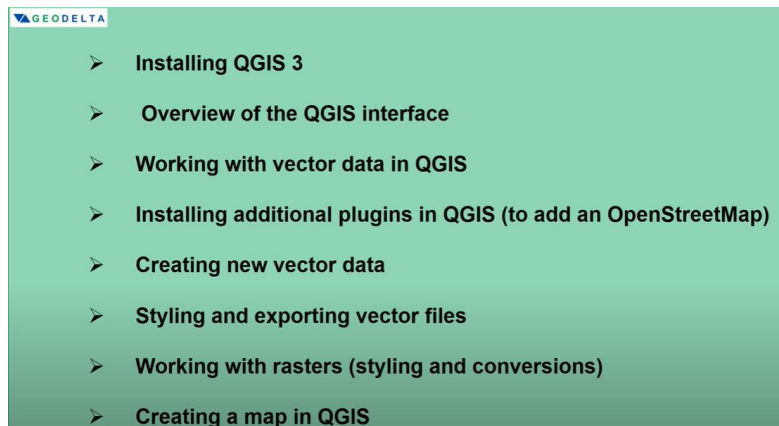 GEODELTA
➢ Installing QGIS 3
➢ Overview of the QGIS interface
➢ Working with vector data in QGIS
➢ Installing additional plugins in QGIS (to add an OpenStreetMap)
➢ Creating new vector data
➢ Styling and exporting vector files
➢ Working with rasters (styling and conversions)
➢ Creating a map in QGIS